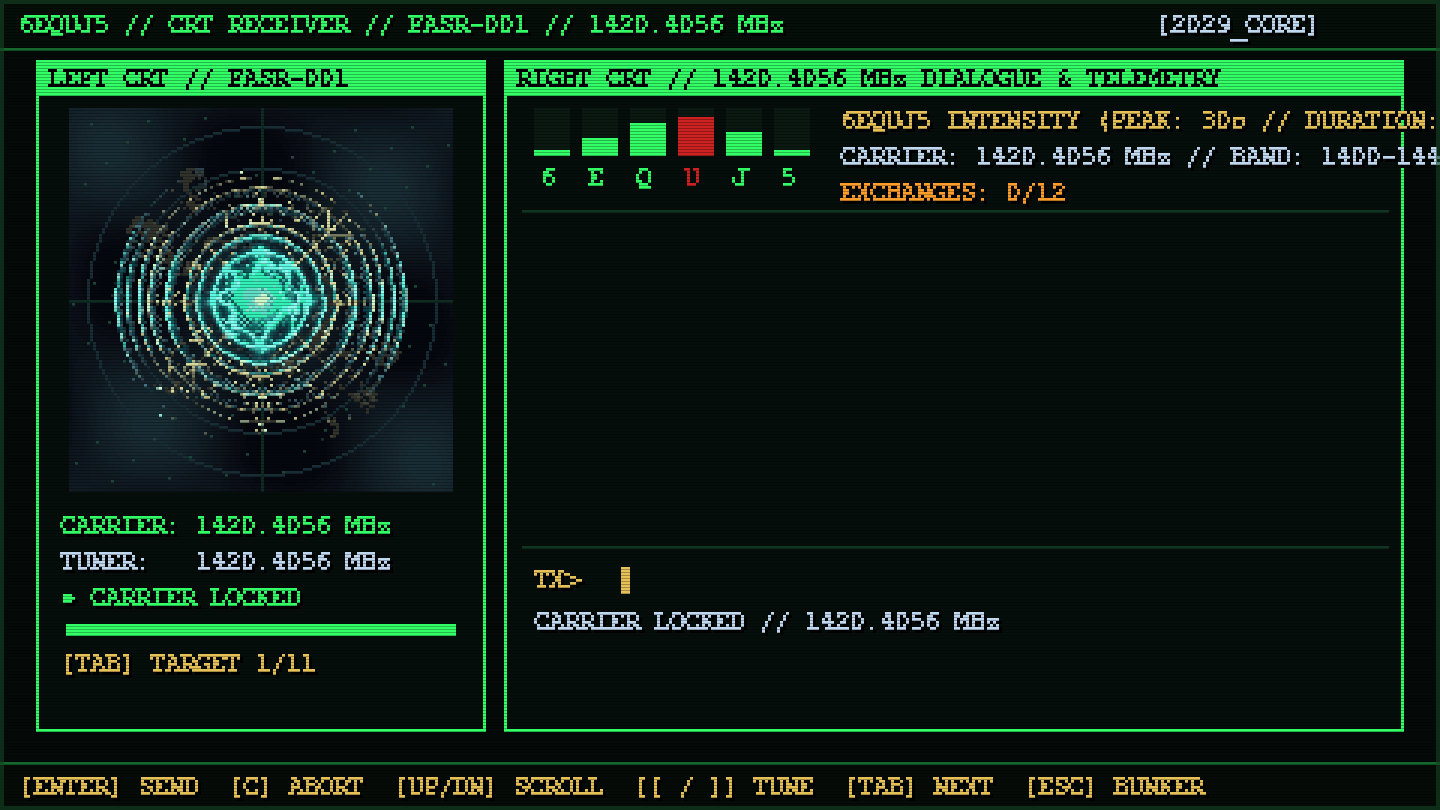 6EQUJ5 // CRT RECEIVER // FASR-001 // 1420.4056 MHz
[2029_CORE]
LEFT CRT // FASR-001
RIGHT CRT // 1420.4056 MHz DIALOGUE & TELEMETRY
6EQUJ5 INTENSITY (PEAK: 30σ // DURATION:
CARRIER: 1420.4056 MHz // BAND: 1400-144
6 E Q U J 5
EXCHANGES: 0/12
CARRIER: 1420.4056 MHz
TUNER: 1420.4056 MHz
CARRIER LOCKED
[TAB] TARGET 1/11
TX>
CARRIER LOCKED // 1420.4056 MHz
[ENTER] SEND [C] ABORT [UP/DN] SCROLL [[ / ]] TUNE [TAB] NEXT [ESC] BUNKER